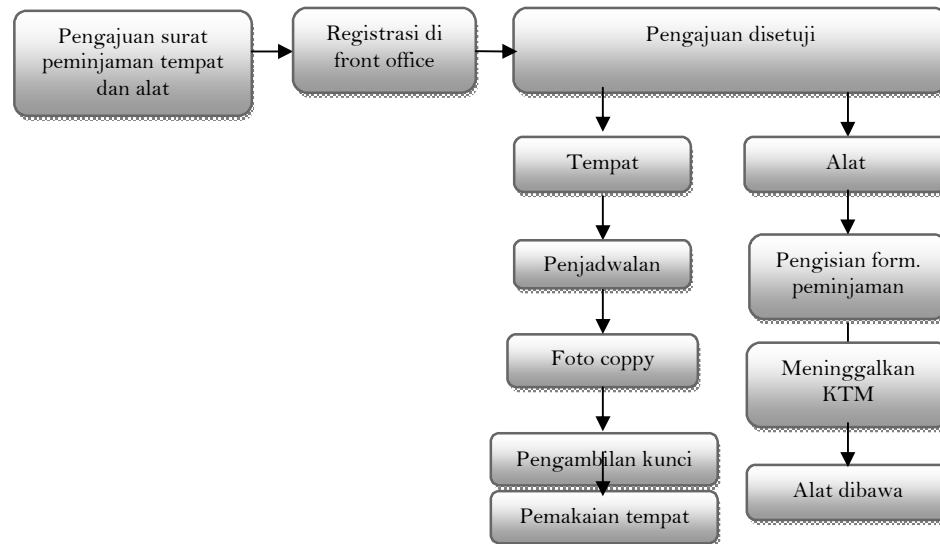 Pengajuan surat
peminjaman tempat
dan alat
Registrasi di
front office
Pengajuan disetuji
Tempat
Alat
Penjadwalan
Pengisian form.
peminjaman
Foto coppy
Meninggalkan
KTM
Pengambilan kunci
Alat dibawa
Pemakaian tempat